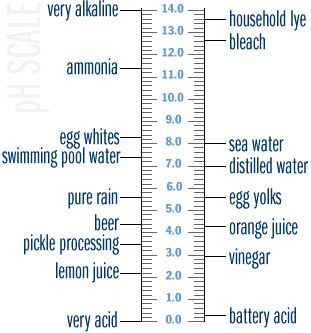 pH SCALE
very alkaline
14.0
household lye
13.0
bleach
12.0
ammonia
11.0
10.0
9.0
egg whites
8.0
sea water
swimming pool water
7.0
distilled water
6.0
pure rain
egg yolks
5.0
beer
orange juice
4.0
pickle processing
3.0
vinegar
lemon juice
2.0
1.0
very acid
0.0
battery acid